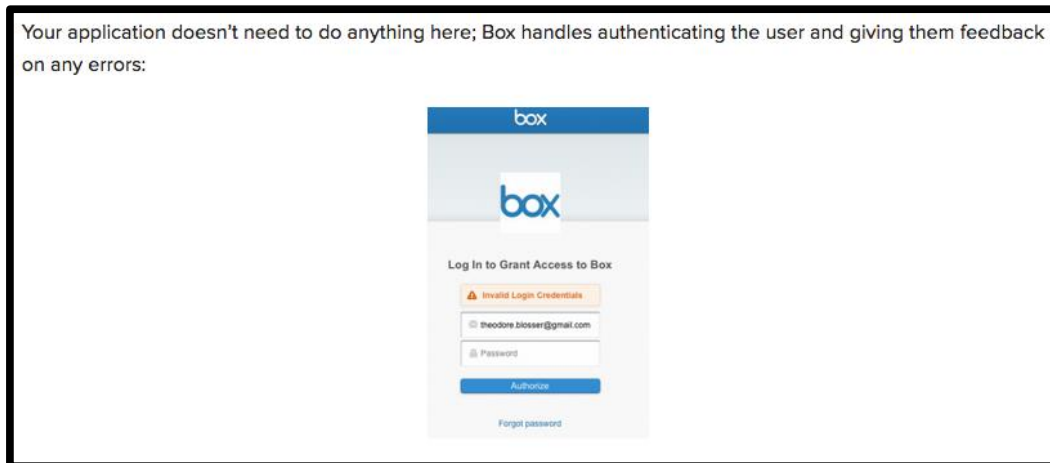 Your application doesn't need to do anything here; Box handles authenticating the user and giving them feedback
on any errors:
box
box
Log In to Grant Access to Box
Invalid Login Credentials
theodore.blosser@gmail.com
Password
Authorize
Forgot password